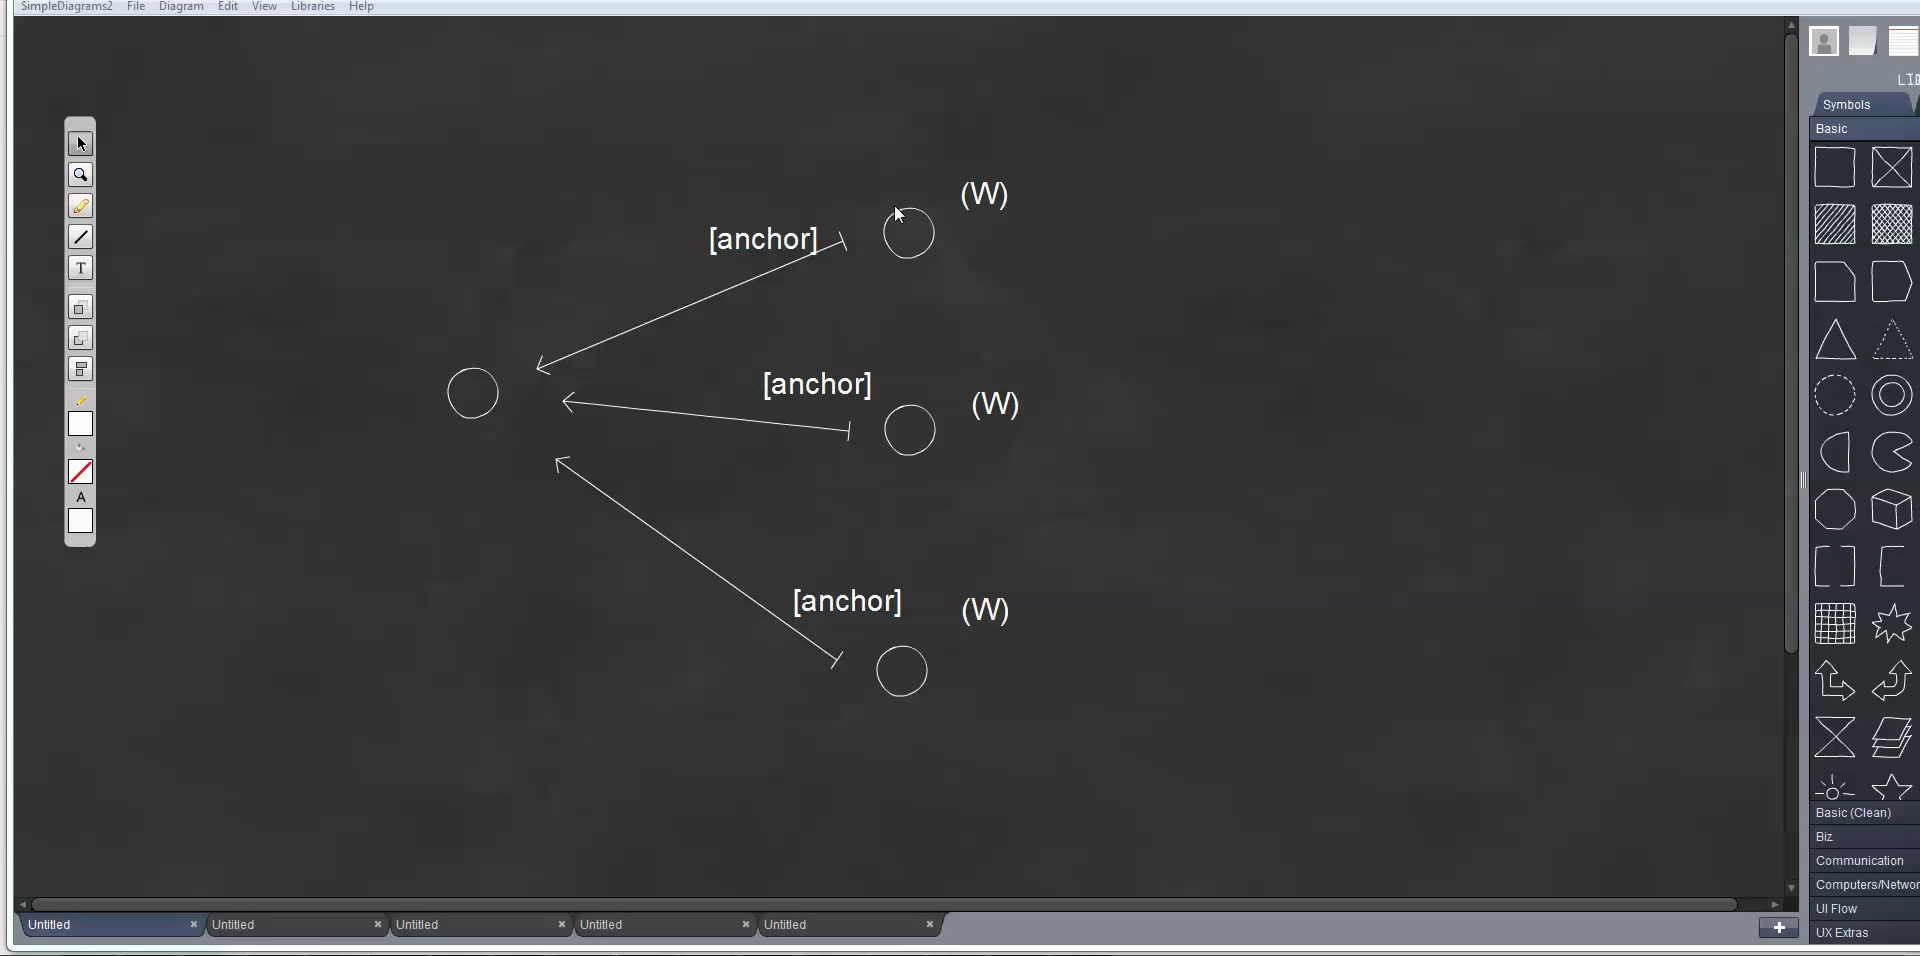 SimpleDiagrams2 File Diagram Edit View Libraries Help
Symbols
Basic
(W)
[anchor]
[anchor]
(W)
[anchor]
(W)
T
A
Basic (Clean)
Biz
Communication
UI Flow
UX Extras
Untitled Untitled Untitled Untitled Untitled